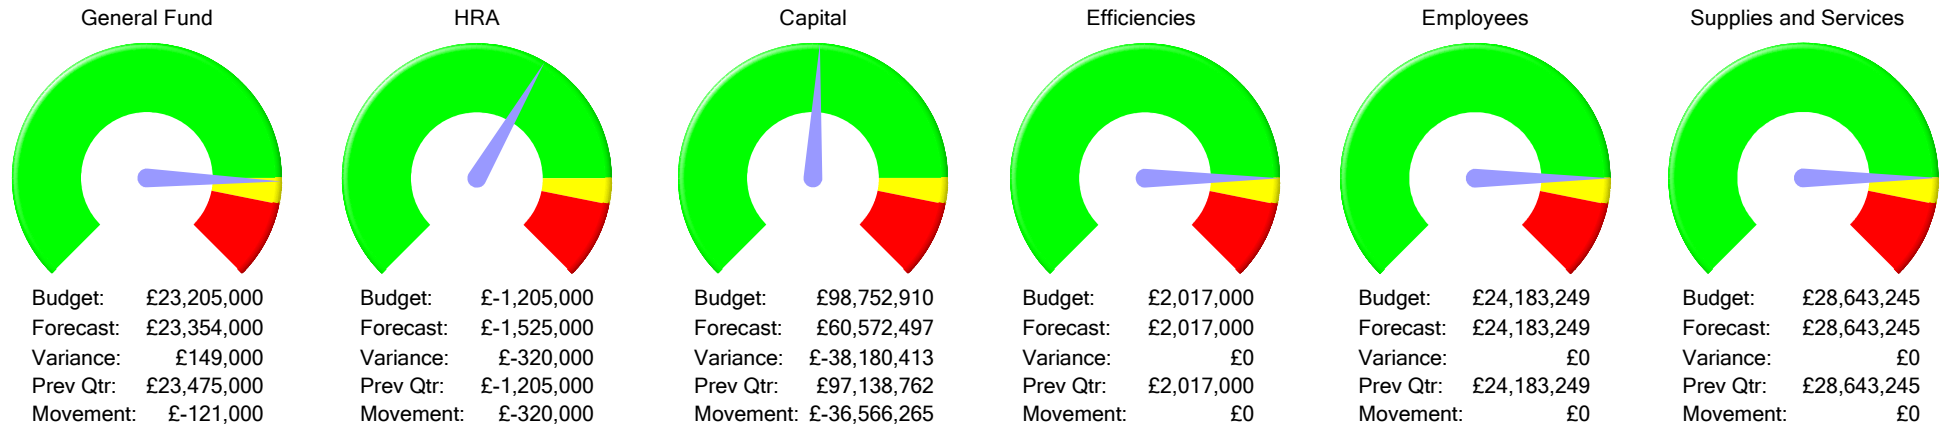 General Fund
HRA
Capital
Efficiencies
Employees
Supplies and Services
Budget: £23,205,000
Forecast: £23,354,000
Variance: £149,000
Prev Qtr: £23,475,000
Movement: £-121,000
Budget: £-1,205,000
Forecast: £-1,525,000
Variance: £-320,000
Prev Qtr: £-1,205,000
Movement: £-320,000
Budget: £98,752,910
Forecast: £60,572,497
Variance: £-38,180,413
Prev Qtr: £97,138,762
Movement: £-36,566,265
Budget: £2,017,000
Forecast: £2,017,000
Variance: £0
Prev Qtr: £2,017,000
Movement: £0
Budget: £24,183,249
Forecast: £24,183,249
Variance: £0
Prev Qtr: £24,183,249
Movement: £0
Budget: £28,643,245
Forecast: £28,643,245
Variance: £0
Prev Qtr: £28,643,245
Movement: £0